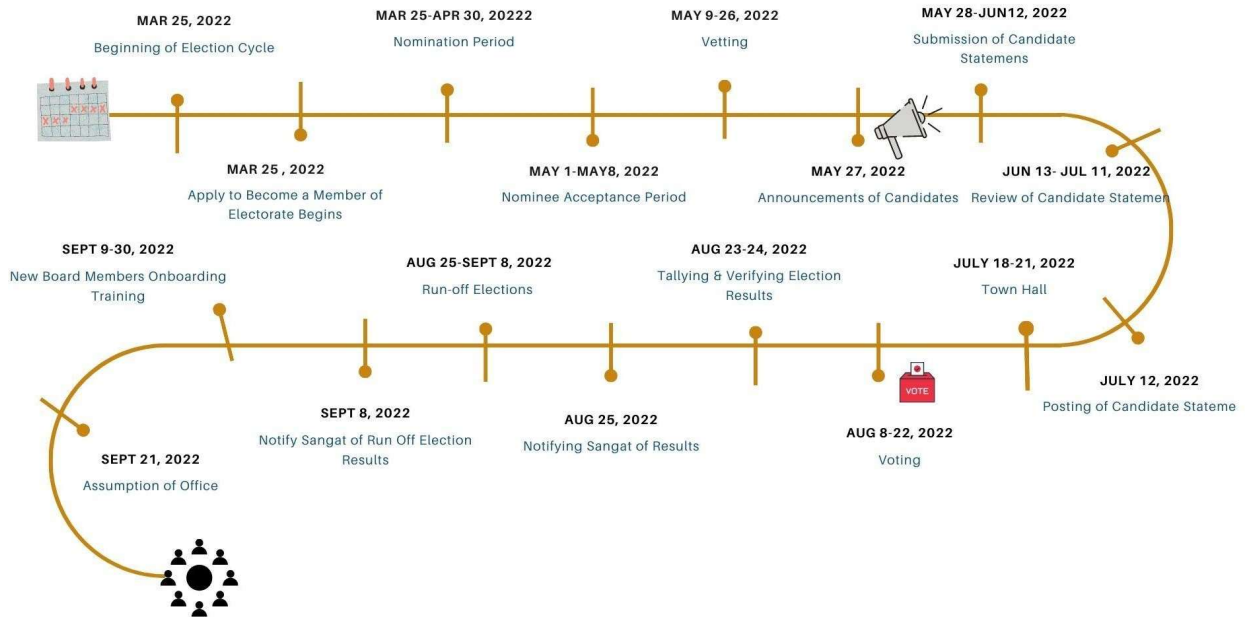 MAR 25, 2022
Beginning of Election Cycle
MAR 25 , 2022
Apply to Become a Member of
Electorate Begins
MAR 25-APR 30, 20222
Nomination Period
MAY 1-MAY8, 2022
Nominee Acceptance Period
MAY 9-26, 2022
Vetting
MAY 27, 2022
Announcements of Candidates
MAY 28-JUN12, 2022
Submission of Candidate
Statemens
JUN 13- JUL 11, 2022
Review of Candidate Statemen
JULY 12, 2022
Posting of Candidate Stateme
JULY 18-21, 2022
Town Hall
AUG 8-22, 2022
Voting
VOTE
AUG 23-24, 2022
Tallying & Verifying Election
Results
AUG 25, 2022
Notifying Sangat of Results
AUG 25-SEPT 8, 2022
Run-off Elections
SEPT 8, 2022
Notify Sangat of Run Off Election
Results
SEPT 9-30, 2022
New Board Members Onboarding
Training
SEPT 21, 2022
Assumption of Office